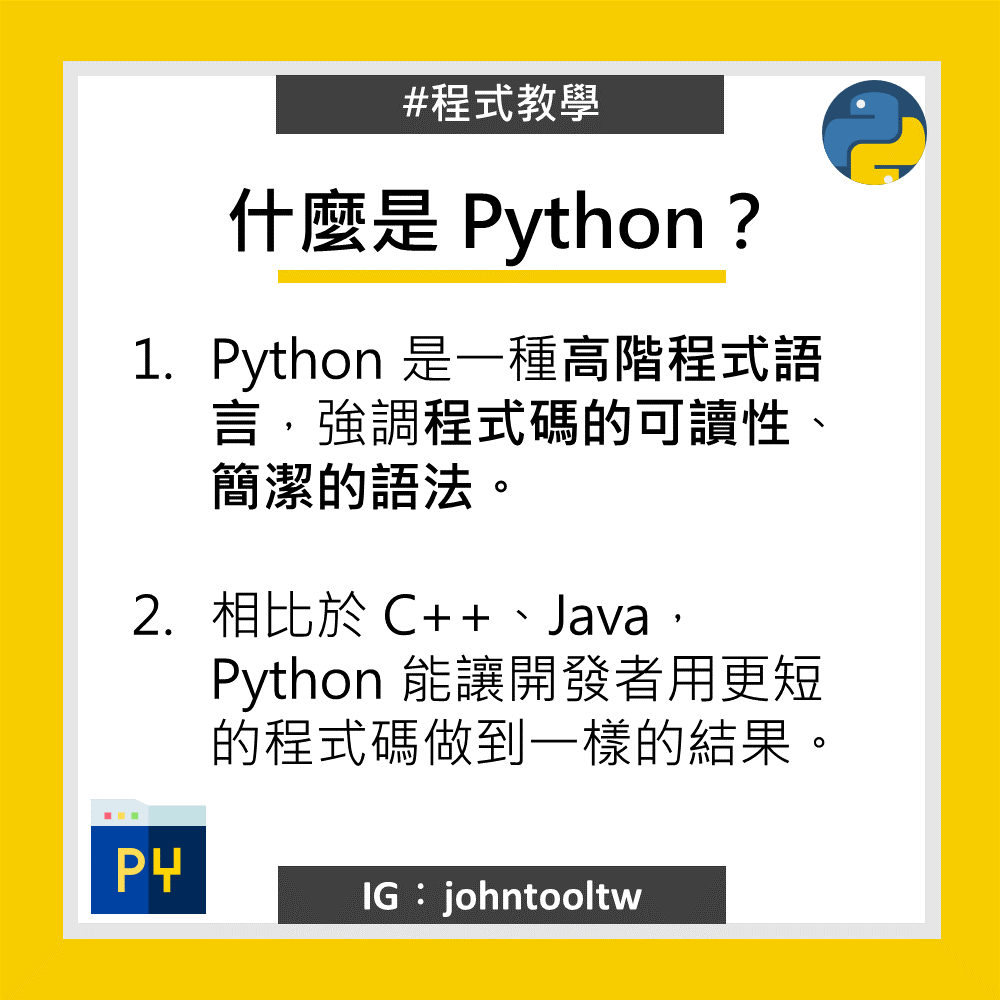 #程式教學
什麼是 Python？
1. Python 是一種高階程式語
言，強調程式碼的可讀性、
簡潔的語法。
2. 相比於 C++、Java，
Python 能讓開發者用更短
的程式碼做到一樣的結果。
PY
IG：johntooltw